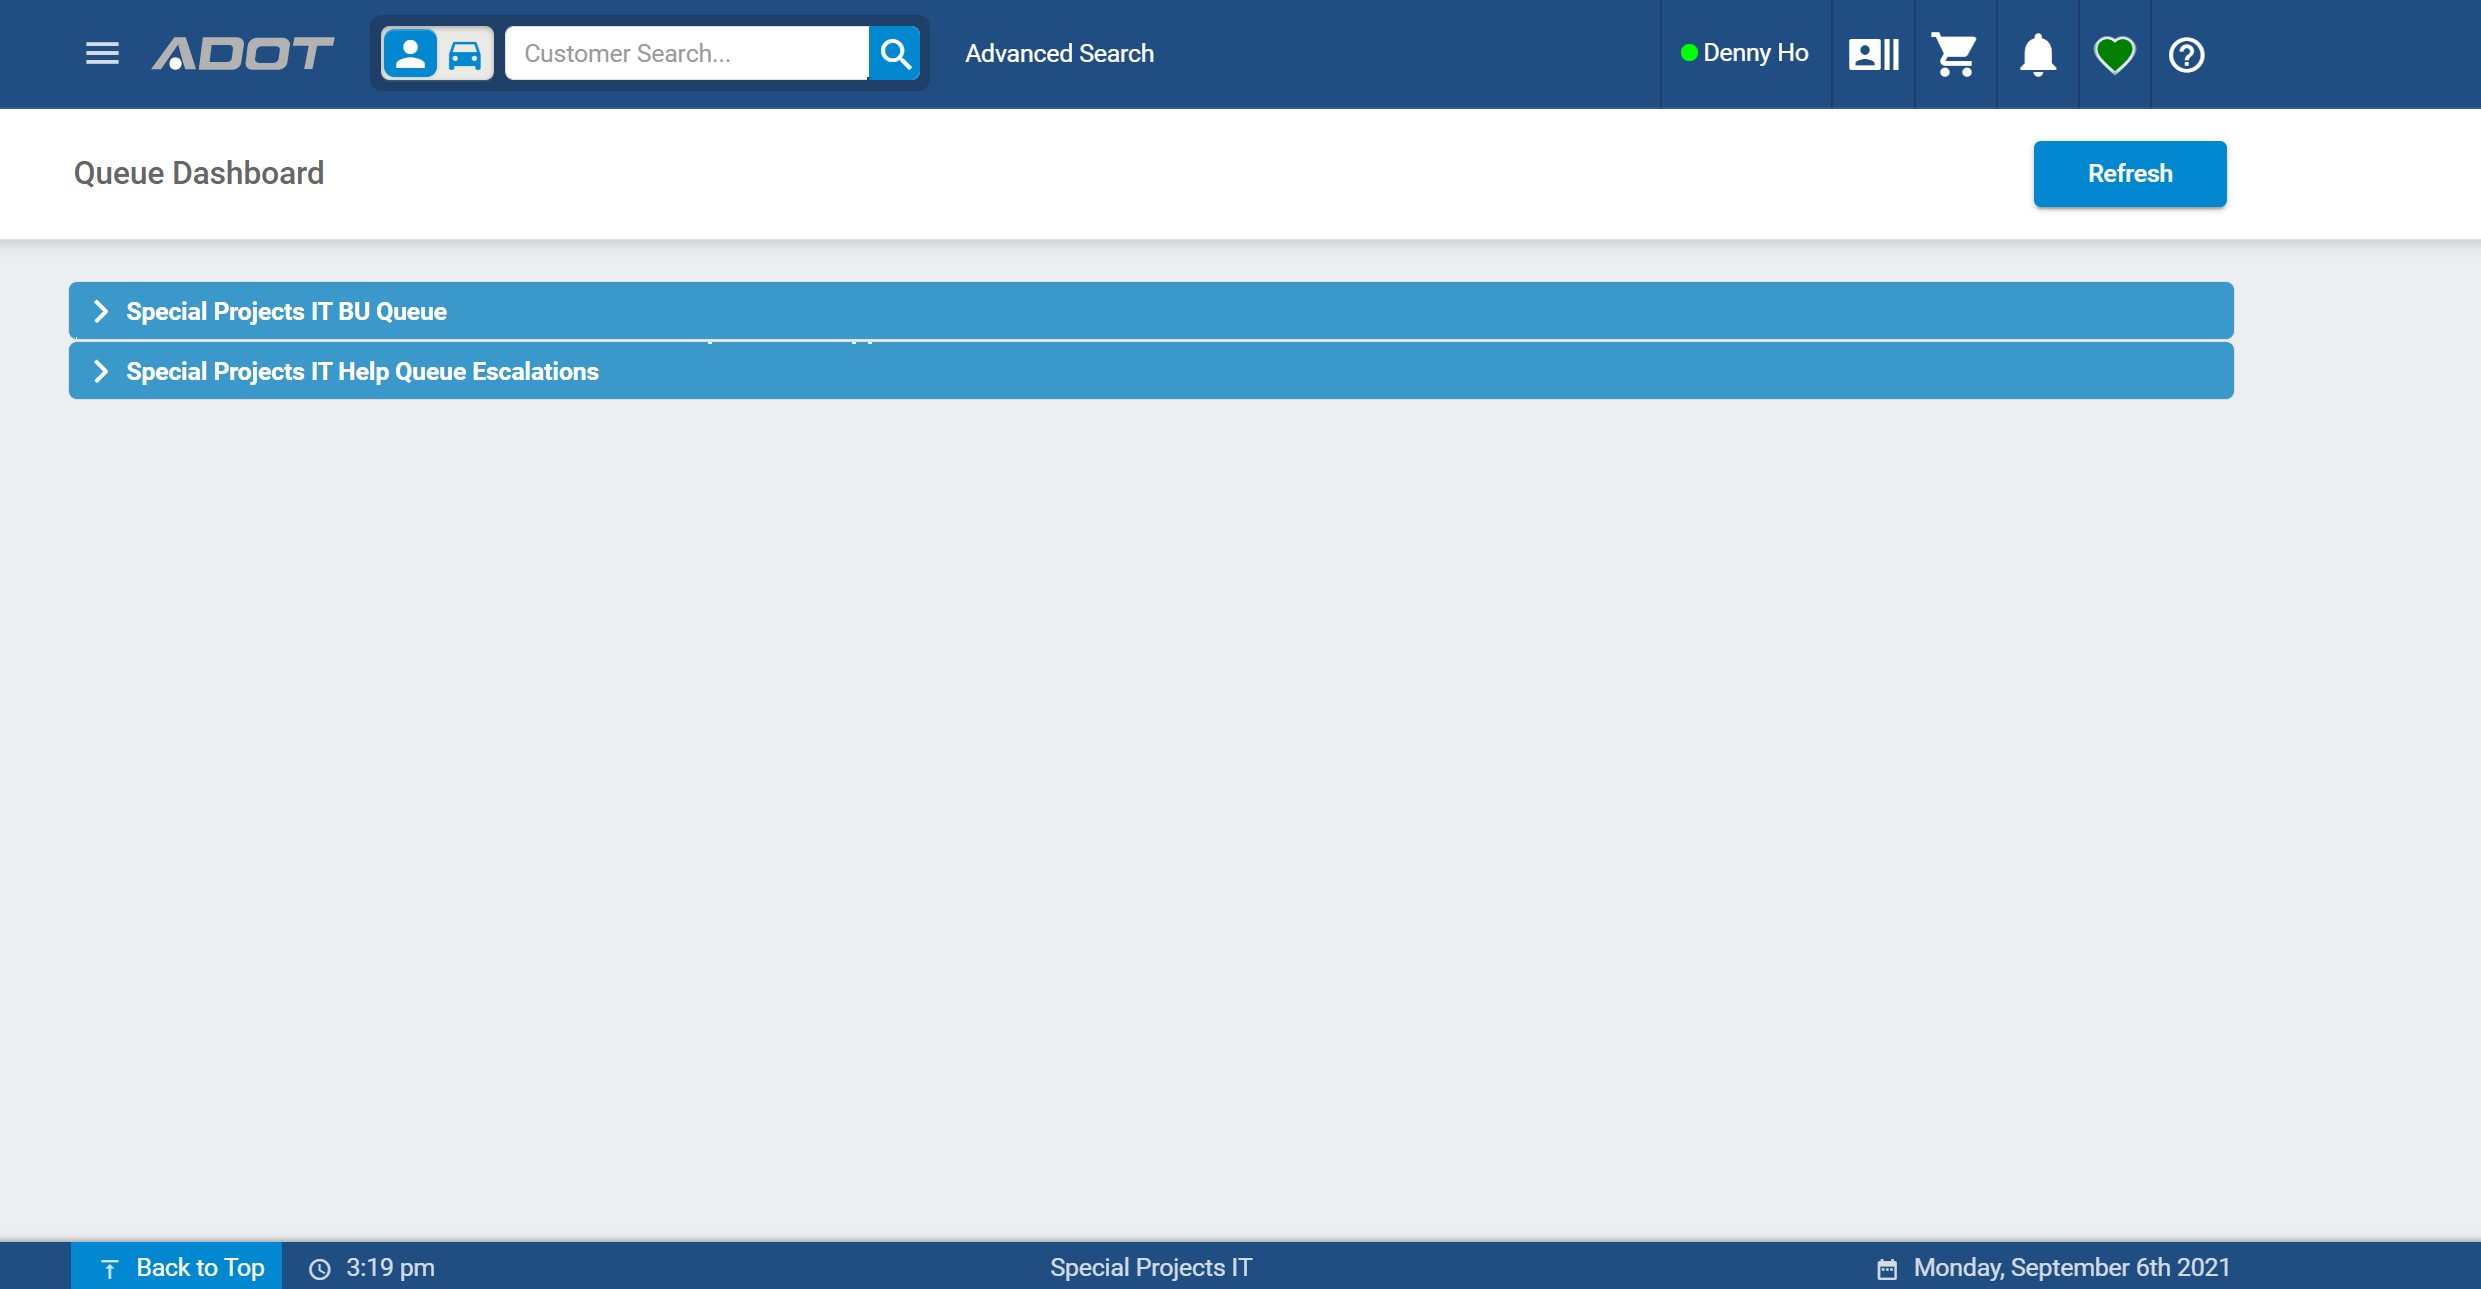 ADOT
Customer Search...
Advanced Search
Denny Ho
Queue Dashboard
Refresh
Special Projects IT BU Queue
Special Projects IT Help Queue Escalations
Back to Top
3:19 pm
Special Projects IT
Monday, September 6th 2021